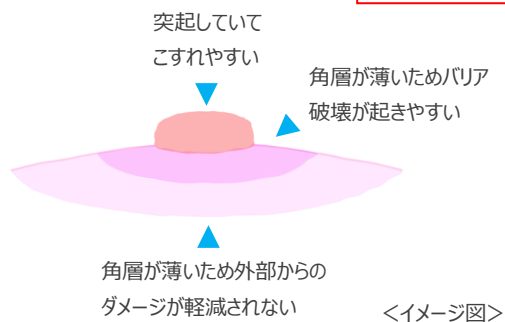 突起していて
こすれやすい
角層が薄いためバリア
破壊が起きやすい
角層が薄いため外部からの
ダメージが軽減されない
＜イメージ図＞